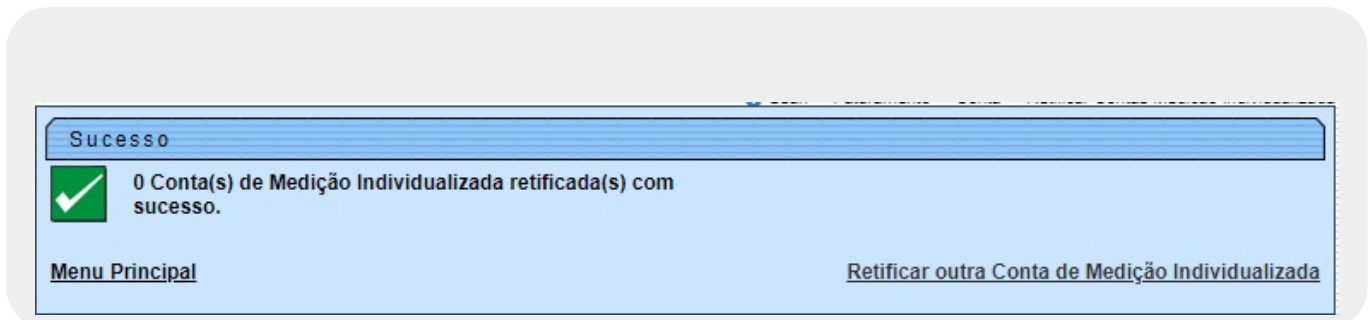 Sucesso
0 Conta(s) de Medição Individualizada retificada(s) com
sucesso.
Menu Principal
Retificar outra Conta de Medição Individualizada